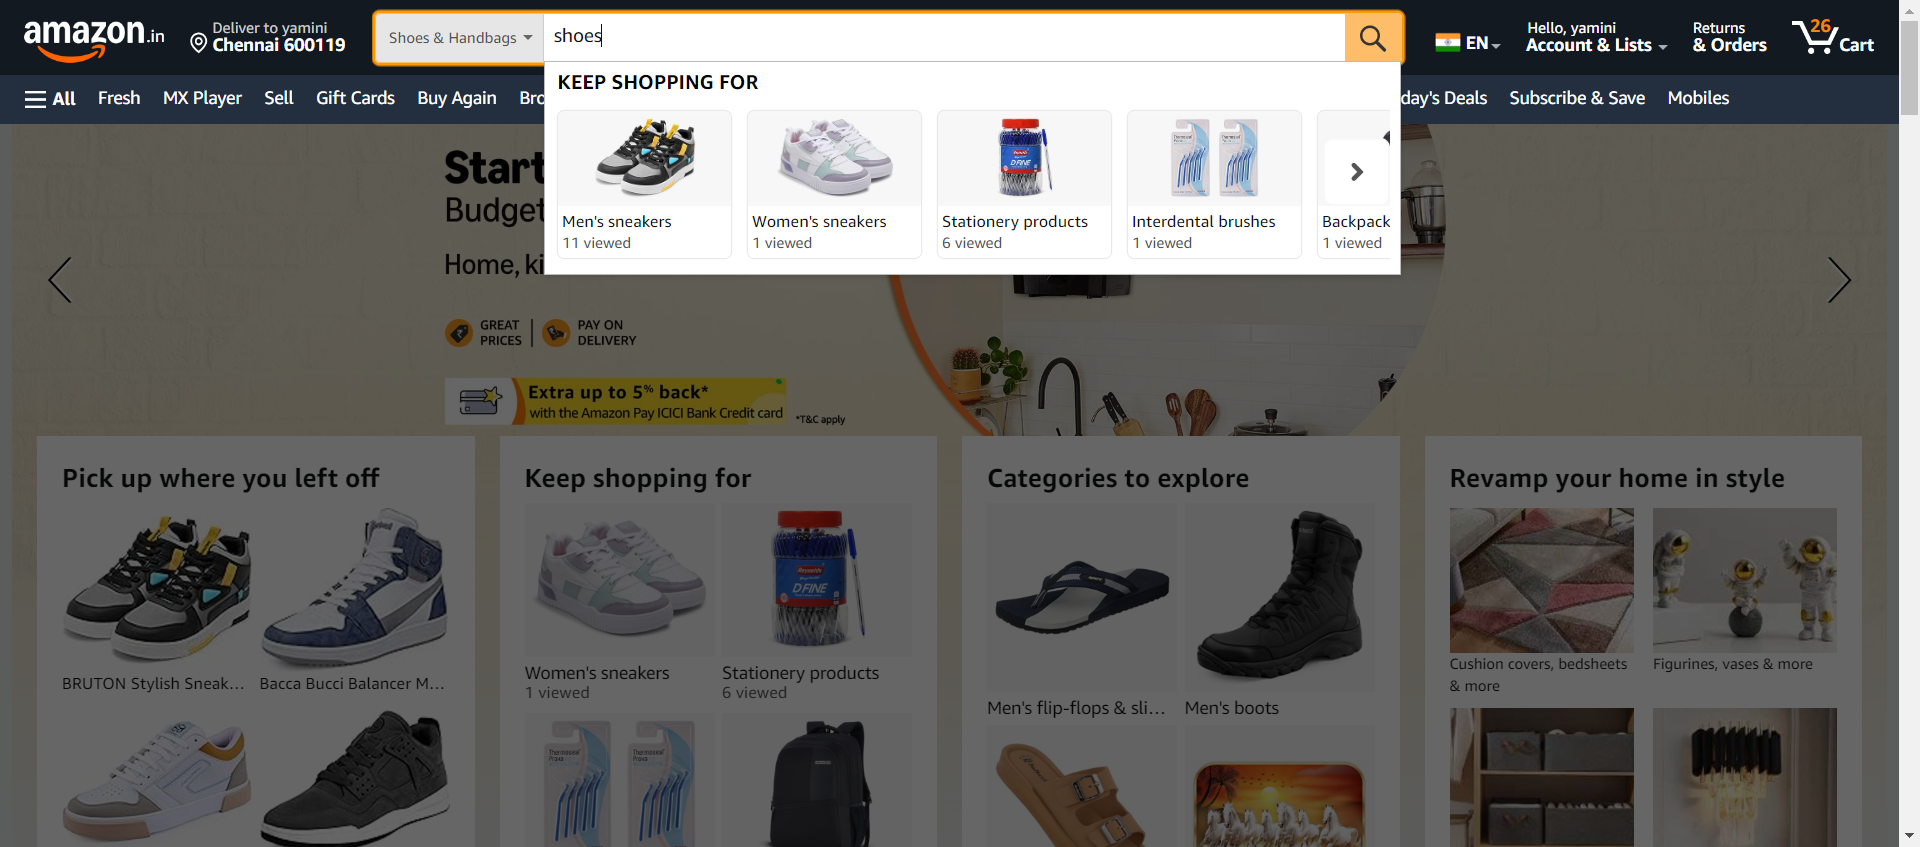 amazon.in
Deliver to yamini
Chennai 600119
Shoes & Handbags
shoes
EN
Hello, yamini
Account & Lists
Returns
& Orders
26
Cart
All
Fresh
MX Player
Sell
Gift Cards
Buy Again
Bro
day's Deals
Subscribe & Save
Mobiles
KEEP SHOPPING FOR
Men's sneakers
11 viewed
Women's sneakers
1 viewed
Stationery products
6 viewed
Interdental brushes
1 viewed
Backpack
1 viewed
Start
Budget
Home, ki
GREAT
PRICES
PAY ON
DELIVERY
Extra up to 5% back*
with the Amazon Pay ICICI Bank Credit card
*T&C apply
Pick up where you left off
BRUTON Stylish Sneak...
Bacca Bucci Balancer M...
Keep shopping for
Women's sneakers
1 viewed
Stationery products
6 viewed
Reynolds
D FINE
Categories to explore
Men's flip-flops & sli...
Men's boots
Revamp your home in style
Cushion covers, bedsheets
& more
Figurines, vases & more